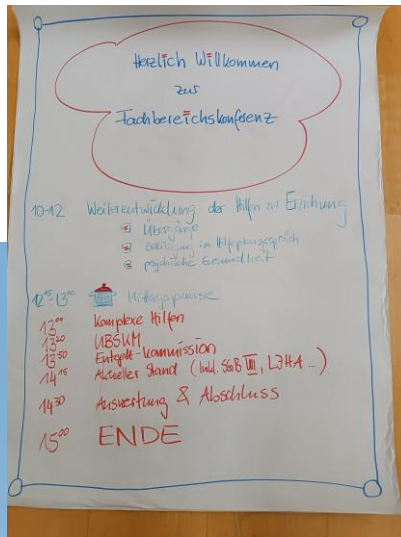 Herzlich Willkommen
zur
Fachbereichskonferenz
10-12 Weiterentwicklung der Hilfen zur Erziehung
Übergänge
Beteiligung im Hilfeplangespräch
psychische Gesundheit
12⁴⁵-13⁰⁰ Mittagspause
13⁰⁰ Komplexe Hilfen
13²⁰ UBSKM
13⁵⁰ Entgelt-Kommission
14¹⁵ Aktueller Stand (inkl. SGB VIII, LJHA ...)
14³⁰ Auswertung & Abschluss
15⁰⁰ ENDE